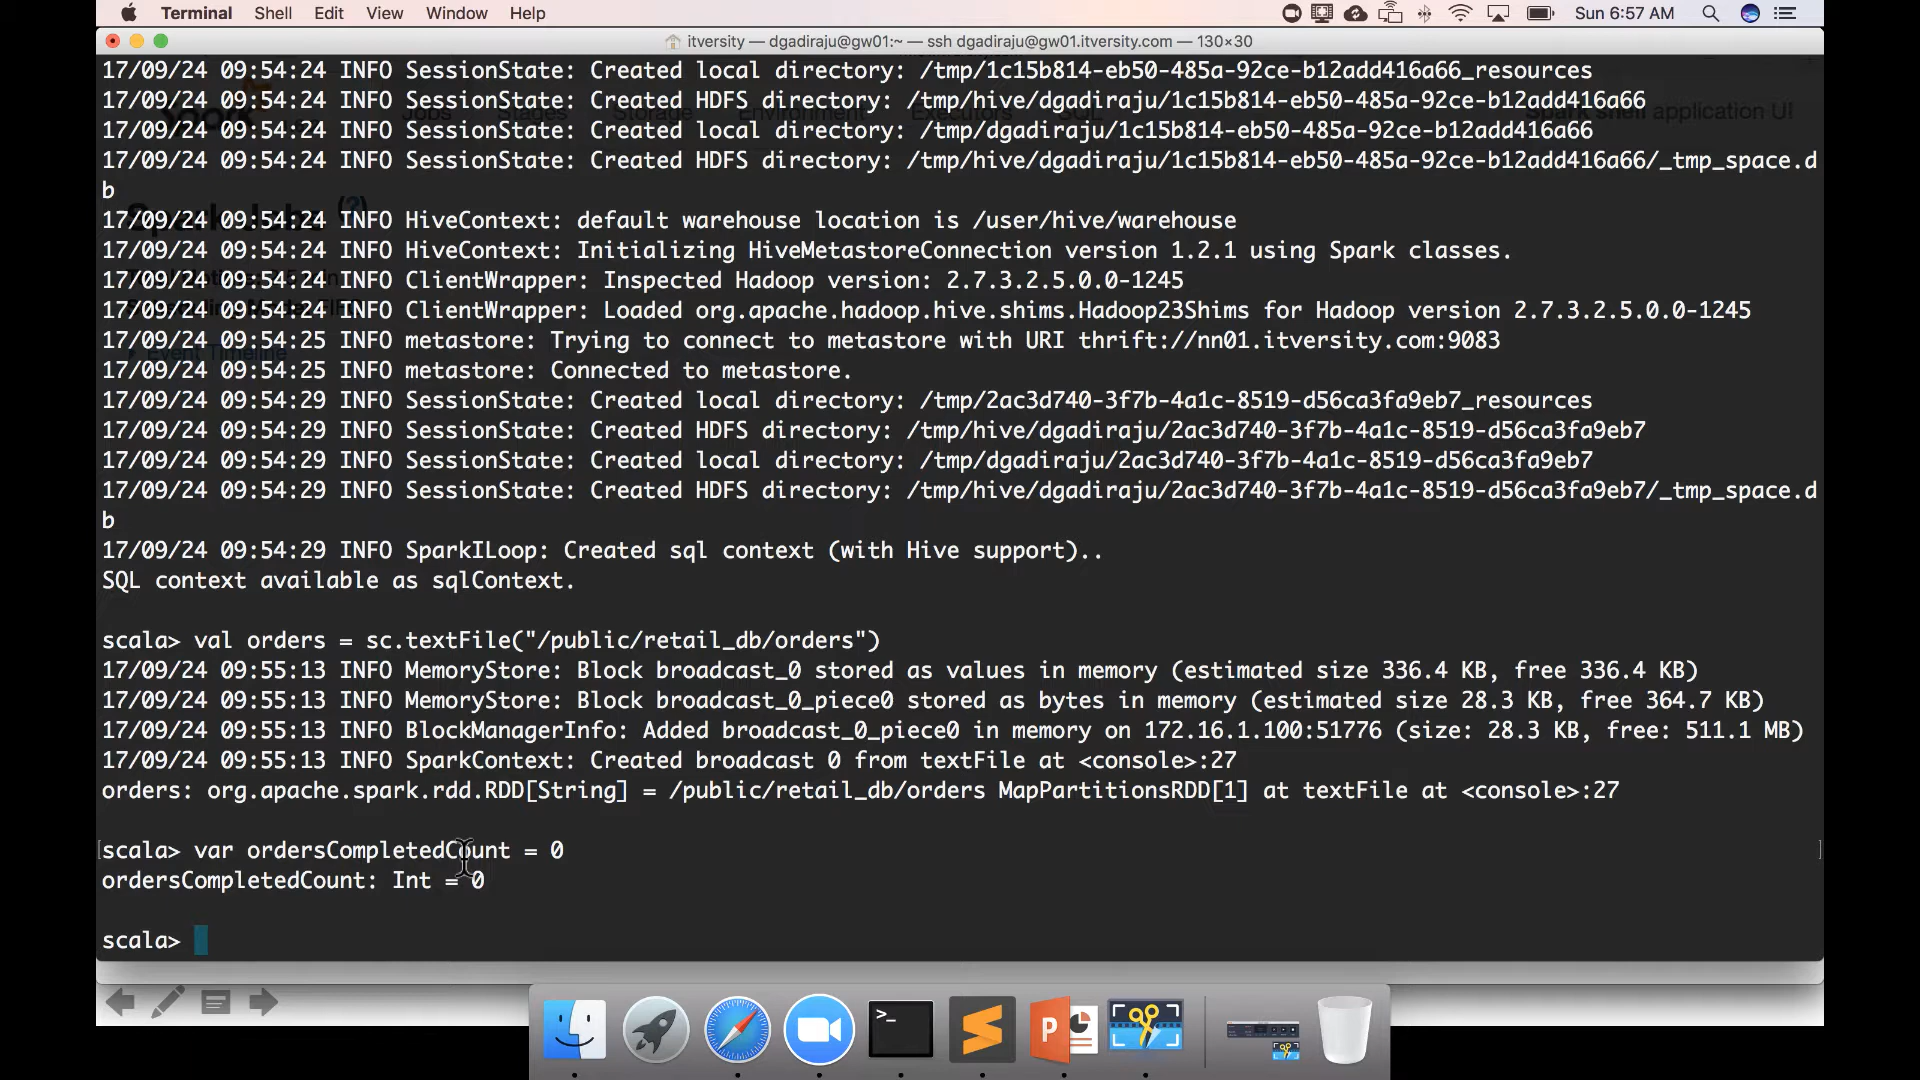 Terminal Shell Edit View Window Help Sun 6:57 AM
itversity — dgadiraju@gw01:~ — ssh dgadiraju@gw01.itversity.com — 130×30
17/09/24 09:54:24 INFO SessionState: Created local directory: /tmp/1c15b814-eb50-485a-92ce-b12add416a66_resources
17/09/24 09:54:24 INFO SessionState: Created HDFS directory: /tmp/hive/dgadiraju/1c15b814-eb50-485a-92ce-b12add416a66
Spark Jobs Stages Storage Environment Executors SQL Spark shell application UI
17/09/24 09:54:24 INFO SessionState: Created local directory: /tmp/dgadiraju/1c15b814-eb50-485a-92ce-b12add416a66
17/09/24 09:54:24 INFO SessionState: Created HDFS directory: /tmp/hive/dgadiraju/1c15b814-eb50-485a-92ce-b12add416a66/_tmp_space.d
b
Spark Jobs (?)
17/09/24 09:54:24 INFO HiveContext: default warehouse location is /user/hive/warehouse
17/09/24 09:54:24 INFO HiveContext: Initializing HiveMetastoreConnection version 1.2.1 using Spark classes.
17/09/24 09:54:24 INFO ClientWrapper: Inspected Hadoop version: 2.7.3.2.5.0.0-1245
17/09/24 09:54:24 INFO ClientWrapper: Loaded org.apache.hadoop.hive.shims.Hadoop23Shims for Hadoop version 2.7.3.2.5.0.0-1245
17/09/24 09:54:25 INFO metastore: Trying to connect to metastore with URI thrift://nn01.itversity.com:9083
Event Timeline
17/09/24 09:54:25 INFO metastore: Connected to metastore.
17/09/24 09:54:29 INFO SessionState: Created local directory: /tmp/2ac3d740-3f7b-4a1c-8519-d56ca3fa9eb7_resources
17/09/24 09:54:29 INFO SessionState: Created HDFS directory: /tmp/hive/dgadiraju/2ac3d740-3f7b-4a1c-8519-d56ca3fa9eb7
17/09/24 09:54:29 INFO SessionState: Created local directory: /tmp/dgadiraju/2ac3d740-3f7b-4a1c-8519-d56ca3fa9eb7
17/09/24 09:54:29 INFO SessionState: Created HDFS directory: /tmp/hive/dgadiraju/2ac3d740-3f7b-4a1c-8519-d56ca3fa9eb7/_tmp_space.d
b
17/09/24 09:54:29 INFO SparkILoop: Created sql context (with Hive support)..
SQL context available as sqlContext.
scala> val orders = sc.textFile("/public/retail_db/orders")
17/09/24 09:55:13 INFO MemoryStore: Block broadcast_0 stored as values in memory (estimated size 336.4 KB, free 336.4 KB)
17/09/24 09:55:13 INFO MemoryStore: Block broadcast_0_piece0 stored as bytes in memory (estimated size 28.3 KB, free 364.7 KB)
17/09/24 09:55:13 INFO BlockManagerInfo: Added broadcast_0_piece0 in memory on 172.16.1.100:51776 (size: 28.3 KB, free: 511.1 MB)
17/09/24 09:55:13 INFO SparkContext: Created broadcast 0 from textFile at <console>:27
orders: org.apache.spark.rdd.RDD[String] = /public/retail_db/orders MapPartitionsRDD[1] at textFile at <console>:27
[scala> var ordersCompletedCount = 0 ]
ordersCompletedCount: Int = 0
scala>